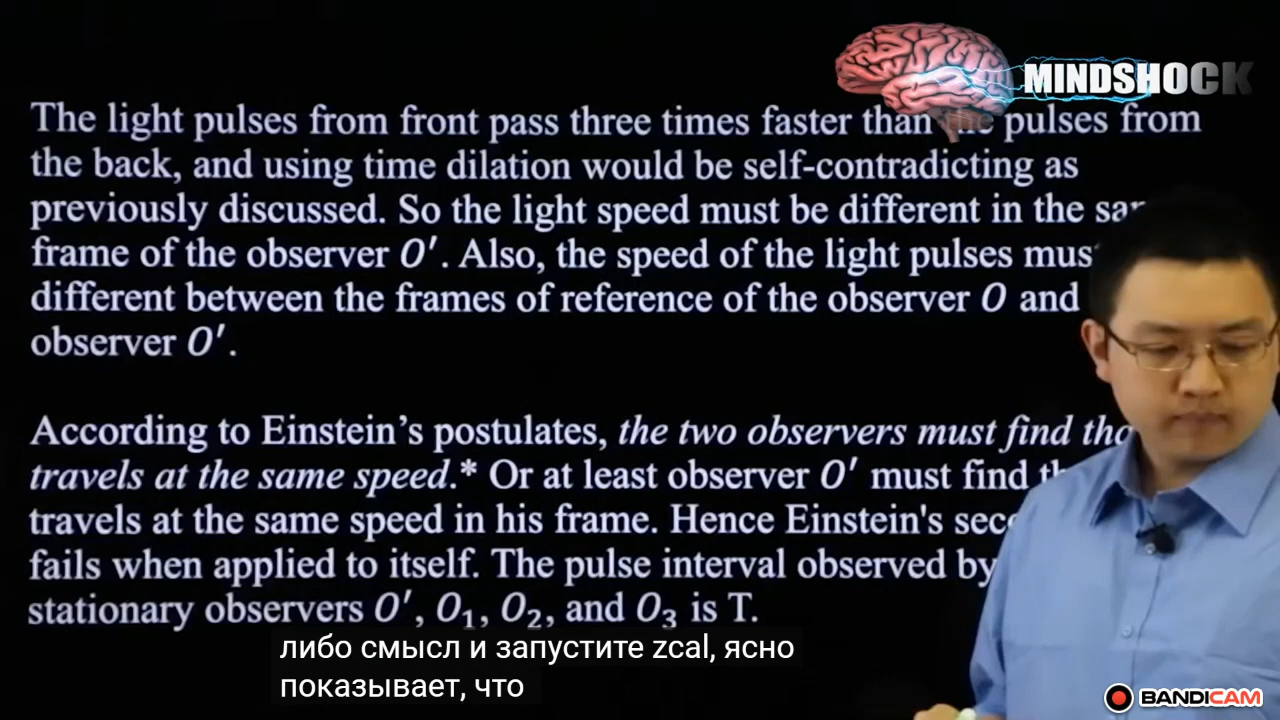 MINDSHOCK
The light pulses from front pass three times faster than pulses from
the back, and using time dilation would be self-contradicting as
previously discussed. So the light speed must be different in the
frame of the observer O′. Also, the speed of the light pulses
different between the frames of reference of the observer O and
observer O′.
According to Einstein’s postulates, the two observers must find
travels at the same speed.* Or at least observer O′ must find
travels at the same speed in his frame. Hence Einstein's
fails when applied to itself. The pulse interval observed by
stationary observers O′, O₁, O₂, and O₃ is T.
либо смысл и запустите zcal, ясно
показывает, что
BANDICAM